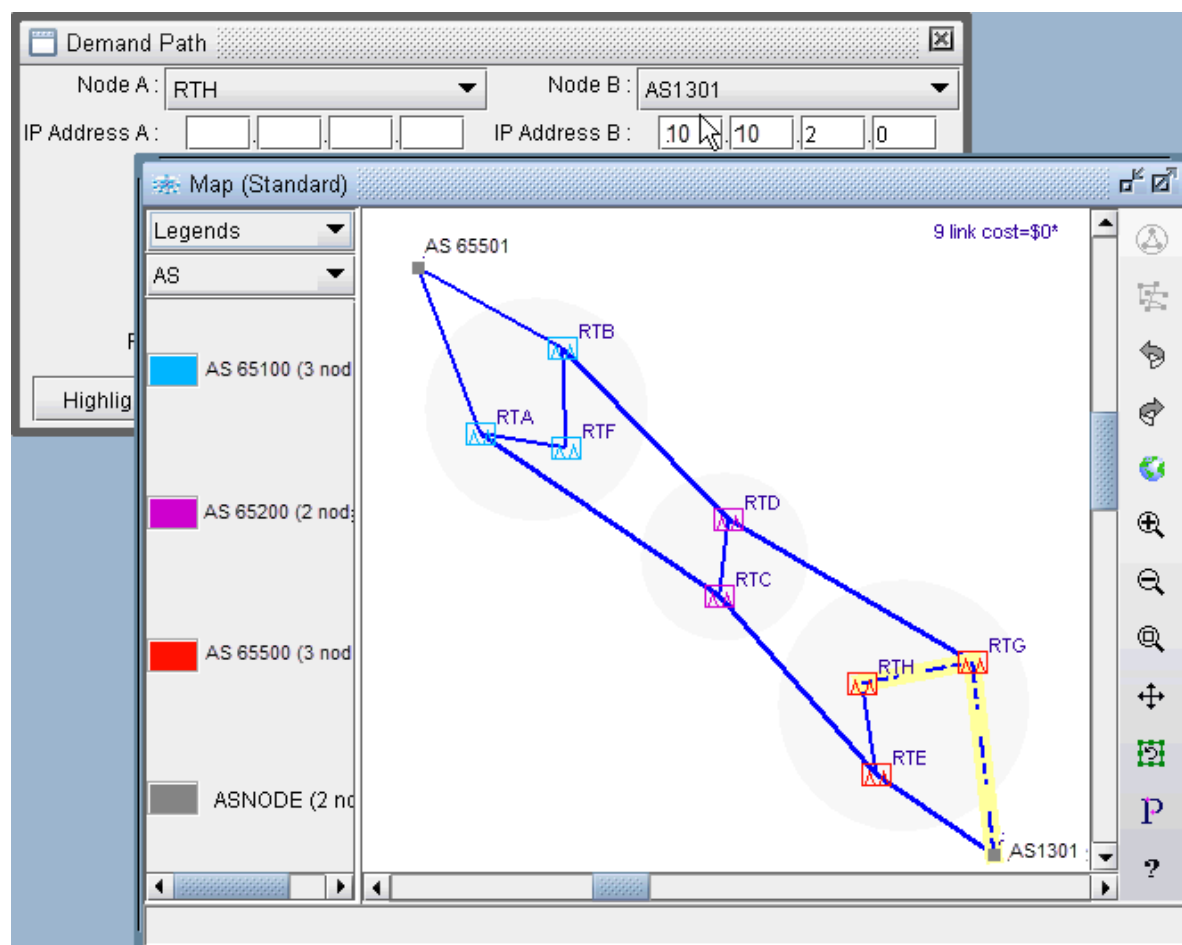 Demand Path
Node A : RTH Node B : AS1301
IP Address A : . . . IP Address B : 10 . 10 . 2 . 0
Map (Standard)
Legends
AS
9 link cost=$0*
AS 65501
RTB
AS 65100 (3 nod
RTA
RTF
AS 65200 (2 nod
RTD
RTC
AS 65500 (3 nod
RTG
RTH
RTE
ASNODE (2 no
AS1301
Highlig
P
?